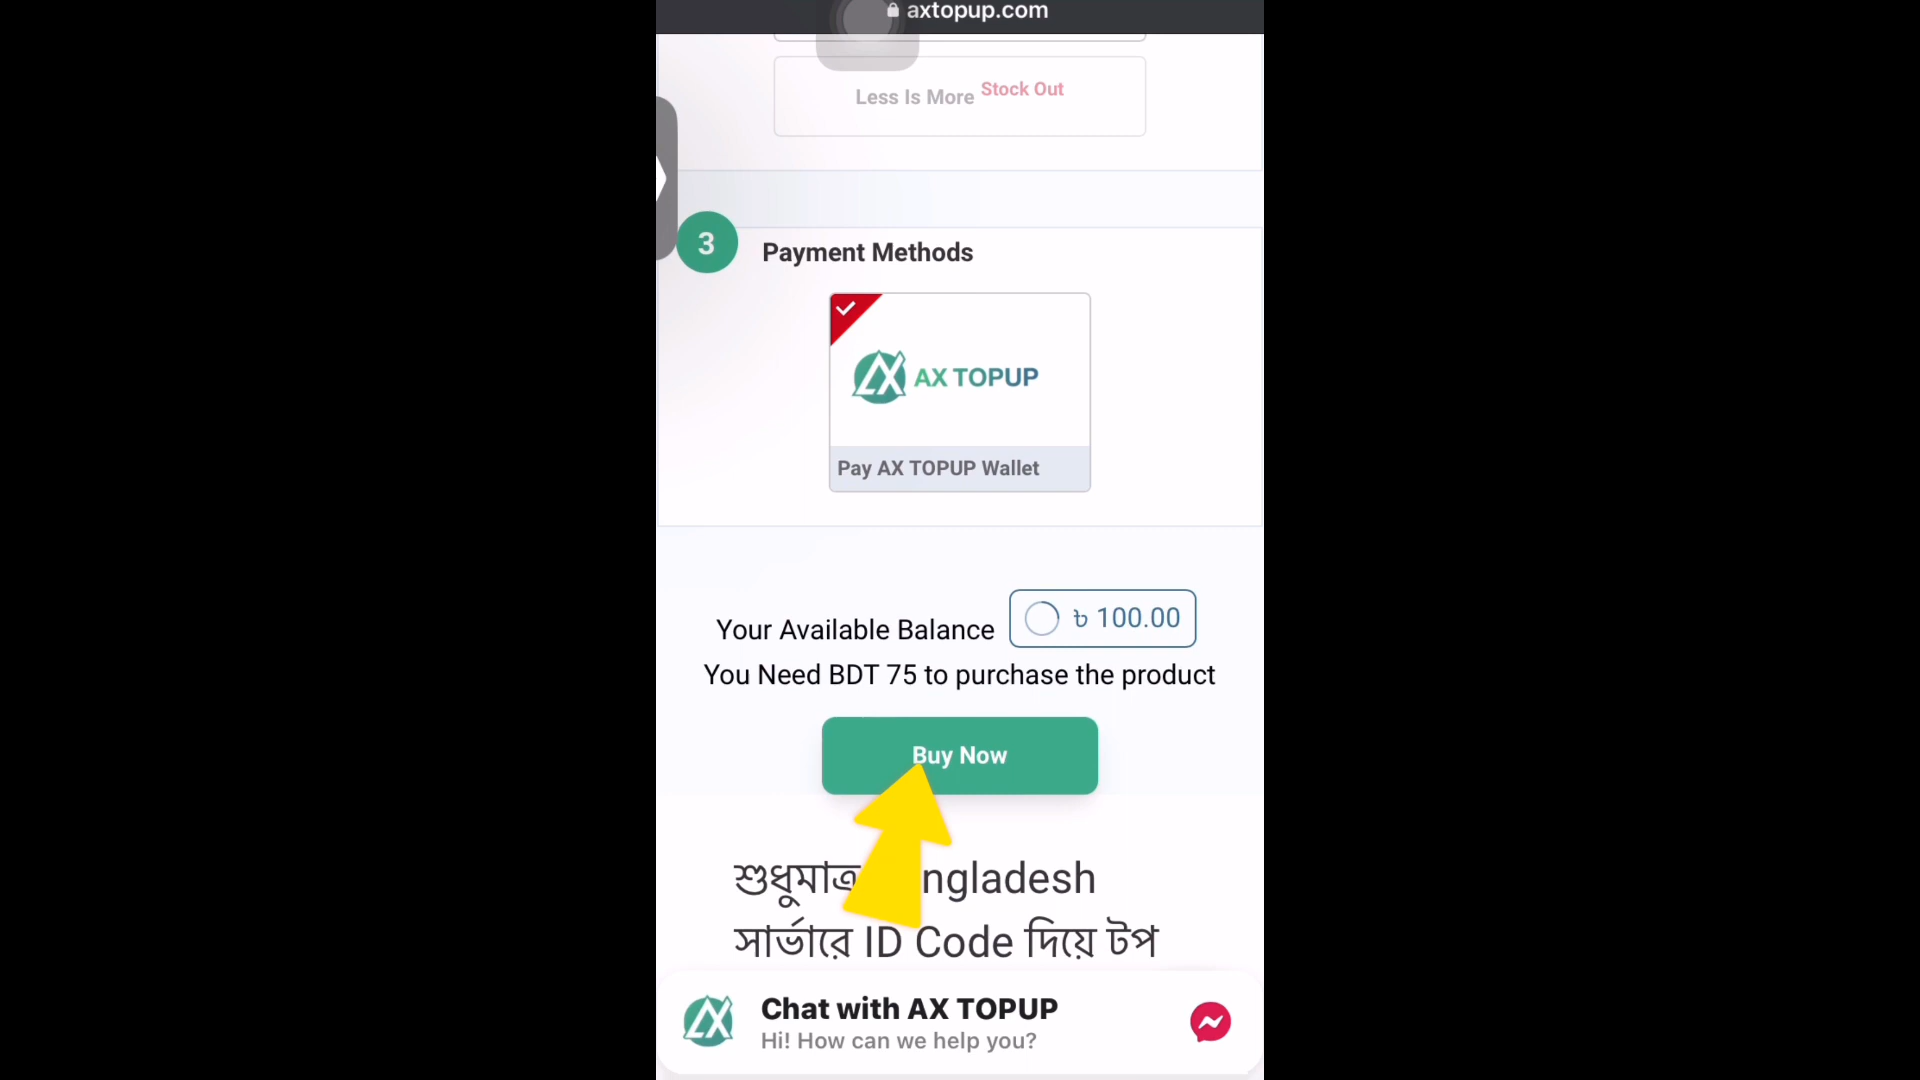 axtopup.com
Less Is More Stock Out
3
Payment Methods
AX TOPUP
Pay AX TOPUP Wallet
Your Available Balance ৳ 100.00
You Need BDT 75 to purchase the product
Buy Now
শুধুমাত্র ngladesh
সার্ভারে ID Code দিয়ে টপ
Chat with AX TOPUP
Hi! How can we help you?